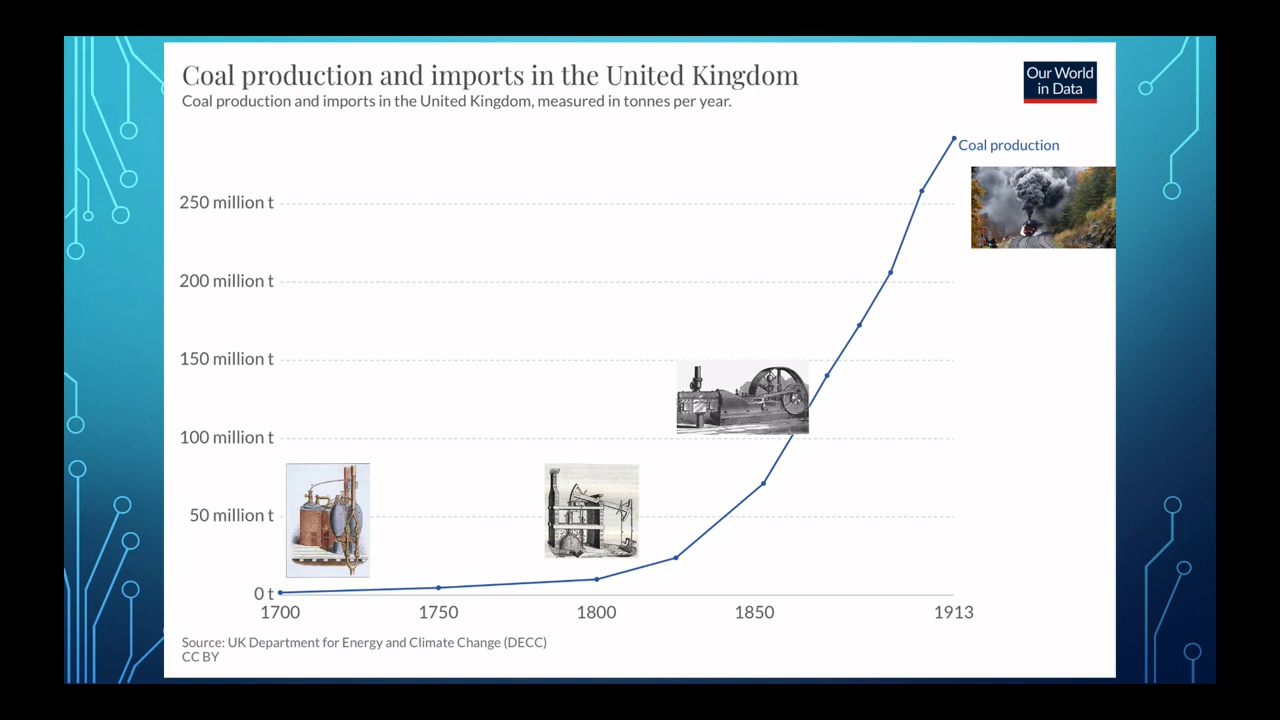 Coal production and imports in the United Kingdom
Coal production and imports in the United Kingdom, measured in tonnes per year.
Our World
in Data
Coal production
250 million t
200 million t
150 million t
100 million t
50 million t
0 t
1700
1750
1800
1850
1913
Source: UK Department for Energy and Climate Change (DECC)
CC BY